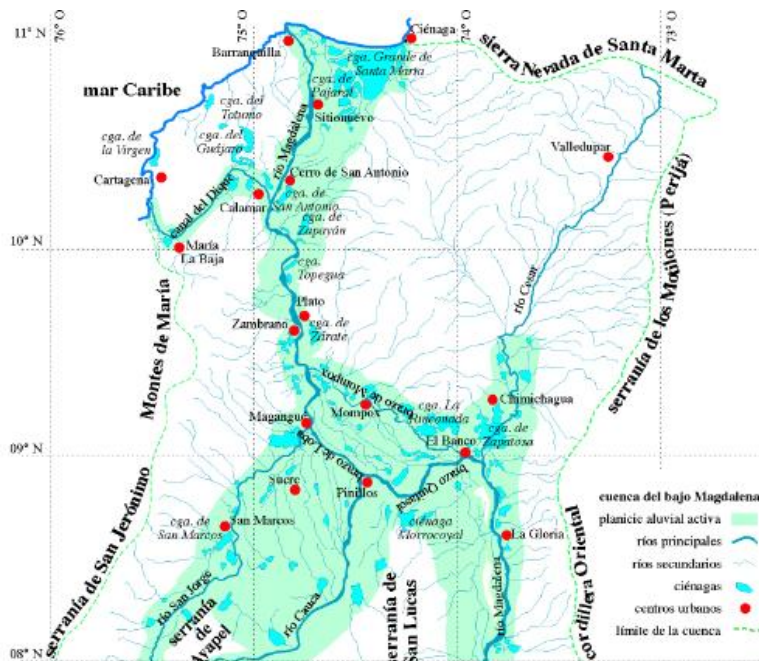 76° O
75° O
74° O
73° O
11° N
10° N
09° N
08° N
mar Caribe
Barranquilla
Ciénaga
sierra Nevada de Santa Marta
cga. Grande de
Santa Marta
cga. de
Pajaral
Sitionuevo
cga. del
Totumo
cga. del
Guájaro
cga. de
la Virgen
río Magdalena
Valledupar
Cartagena
canal del Dique
Calamar
Cerro de San Antonio
cga. de
San Antonio
cga. de
Zapayán
María
La Baja
cga.
Topegua
Plato
Zambrano
cga. de
Zárate
río Cesar
serranía de los Motilones (Perijá)
Montes de María
brazo de Mompox
Mompox
cga. La
Rinconada
Chimichagua
cga. de
Zapatosa
Magangué
brazo de Loba
El Banco
Sucre
Pinillos
brazo Quitasol
San Marcos
cga. de
San Marcos
ciénaga
Morrocoyal
La Gloria
serranía de San Jerónimo
río San Jorge
serranía
de
Ayapel
río Cauca
serranía de
San Lucas
río Magdalena
cordillera Oriental
cuenca del bajo Magdalena
planicie aluvial activa
ríos principales
ríos secundarios
ciénagas
centros urbanos
límite de la cuenca